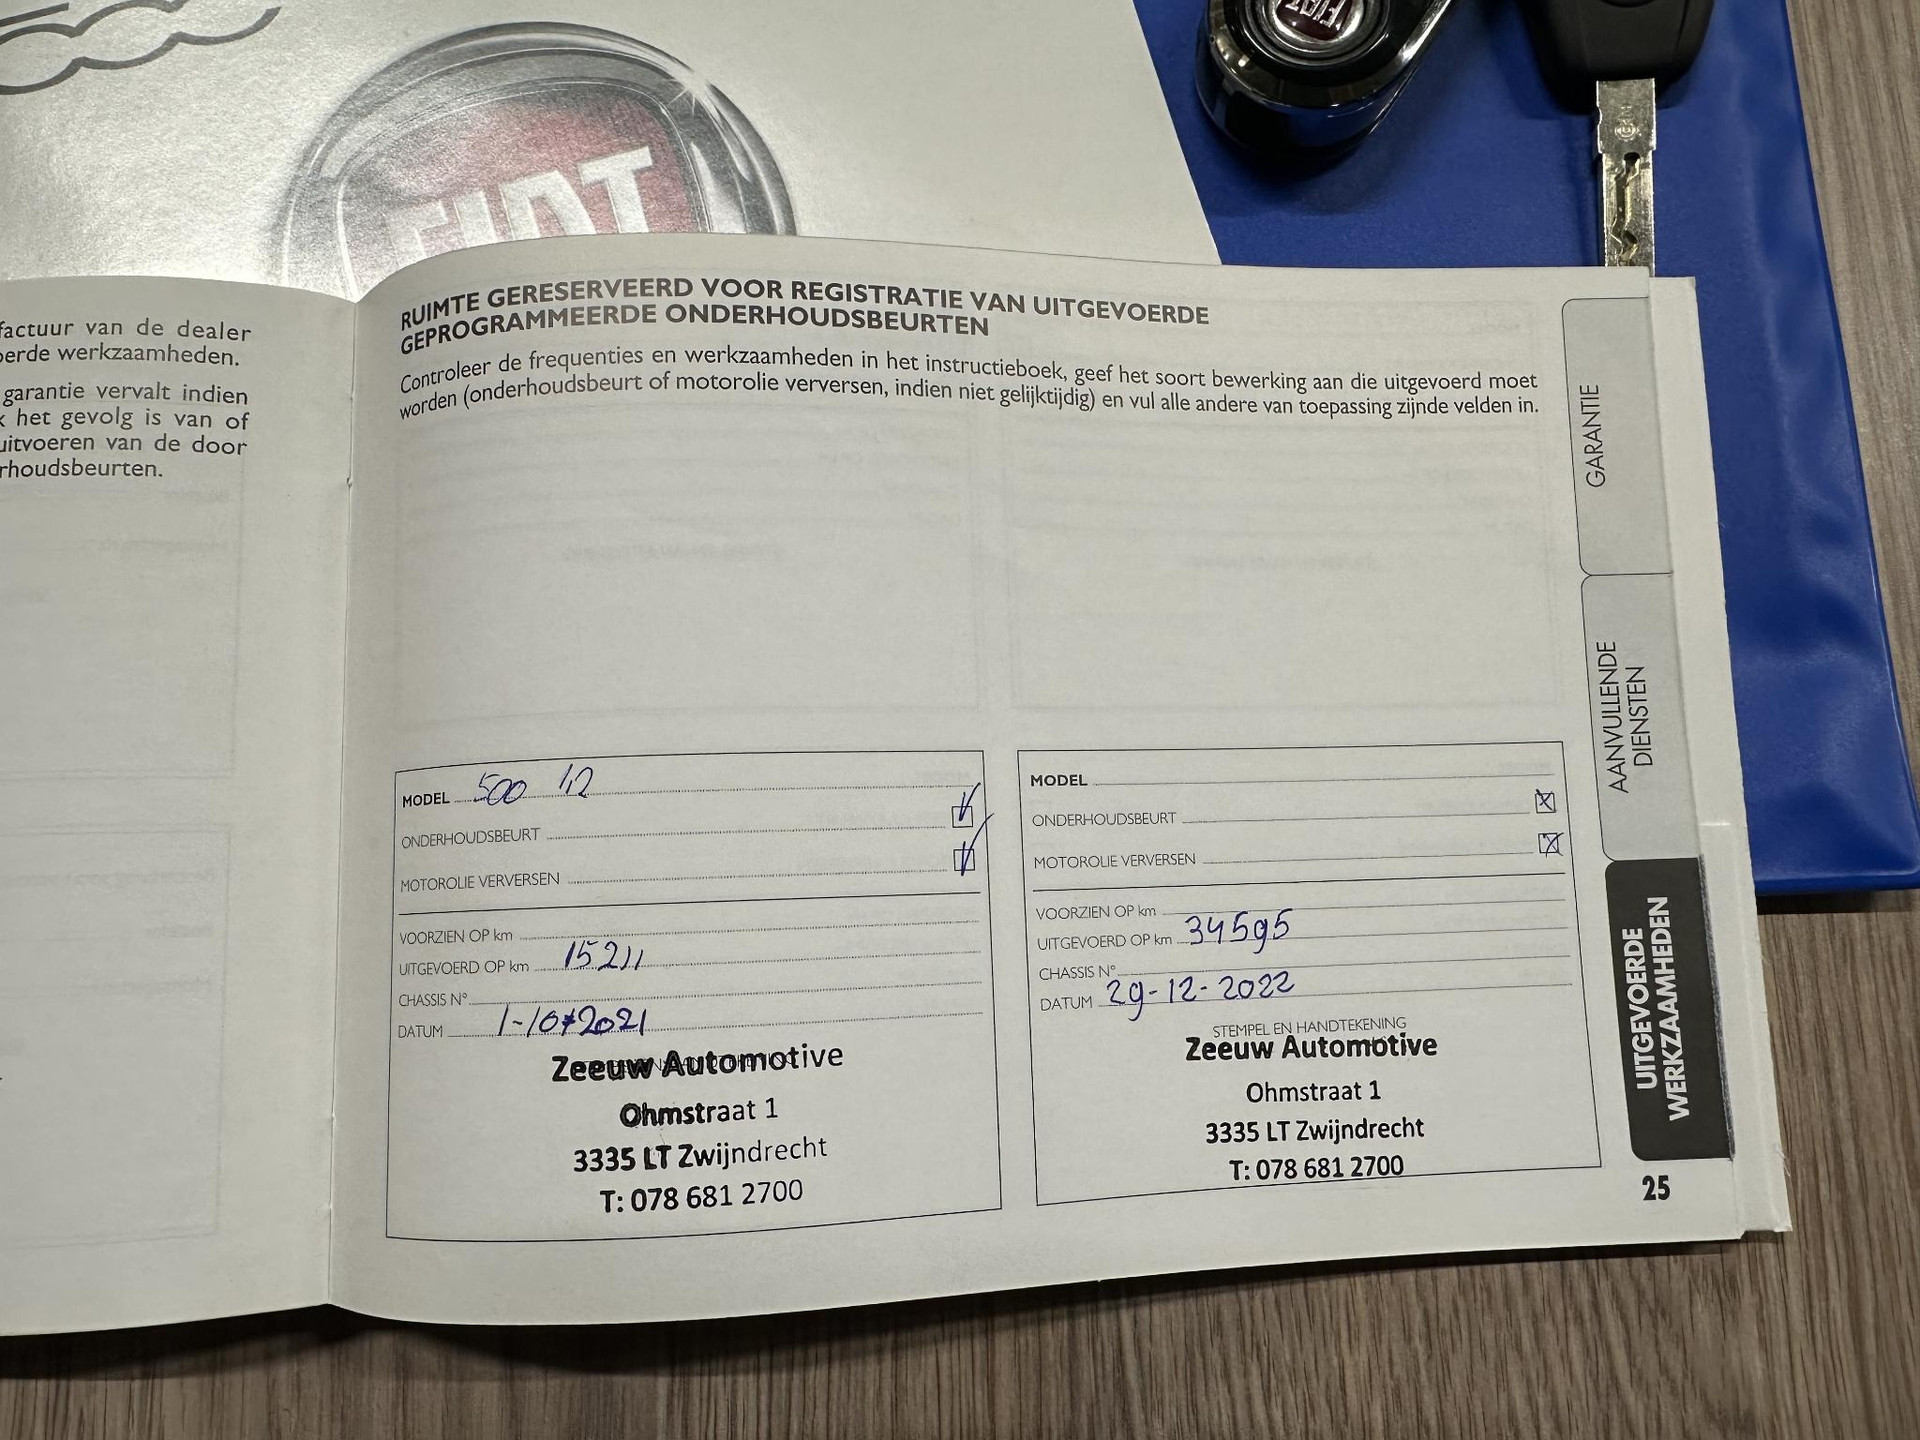 FIAT
FIAT
factuur van de dealer
werkzaamheden.
garantie vervalt indien
het gevolg is van of
uitvoeren van de door
RUIMTE GERESERVEERD VOOR REGISTRATIE VAN UITGEVOERDE
GEPROGRAMMEERDE ONDERHOUDSBEURTEN
Controleer de frequenties en werkzaamheden in het instructieboek, geef het soort bewerking aan die uitgevoerd moet
worden (onderhoudsbeurt of motorolie verversen, indien niet gelijktijdig) en vul alle andere van toepassing zijnde velden in.
MODEL 500 1,2
ONDERHOUDSBEURT
MOTOROLIE VERVERSEN
VOORZIEN OP km
UITGEVOERD OP km 15211
CHASSIS N°
DATUM 1-10-2021
Zeeuw Automotive
Ohmstraat 1
3335 LT Zwijndrecht
T: 078 681 2700
MODEL
ONDERHOUDSBEURT
MOTOROLIE VERVERSEN
VOORZIEN OP km
UITGEVOERD OP km 34595
CHASSIS N°
DATUM 29-12-2022
STEMPEL EN HANDTEKENING
Zeeuw Automotive
Ohmstraat 1
3335 LT Zwijndrecht
T: 078 681 2700
GARANTIE
AANVULLENDE
DIENSTEN
UITGEVOERDE
WERKZAAMHEDEN
25